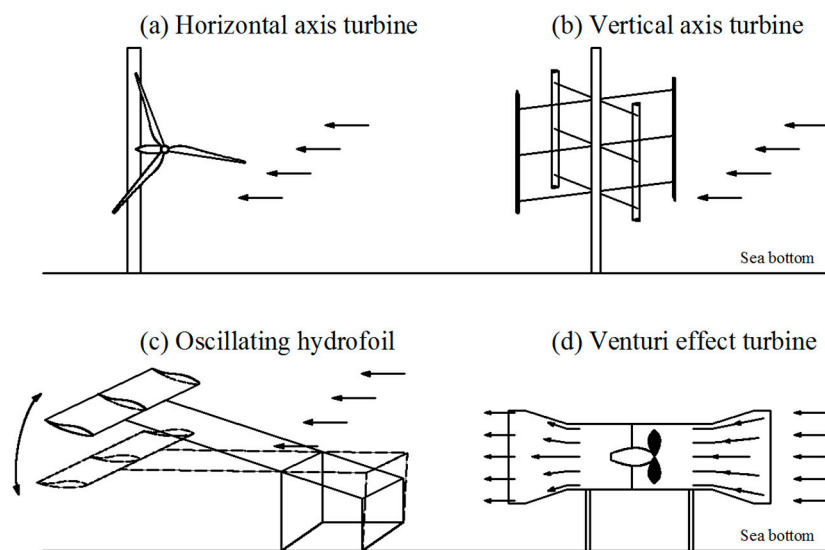 (a) Horizontal axis turbine
(b) Vertical axis turbine
Sea bottom
(c) Oscillating hydrofoil
(d) Venturi effect turbine
Sea bottom